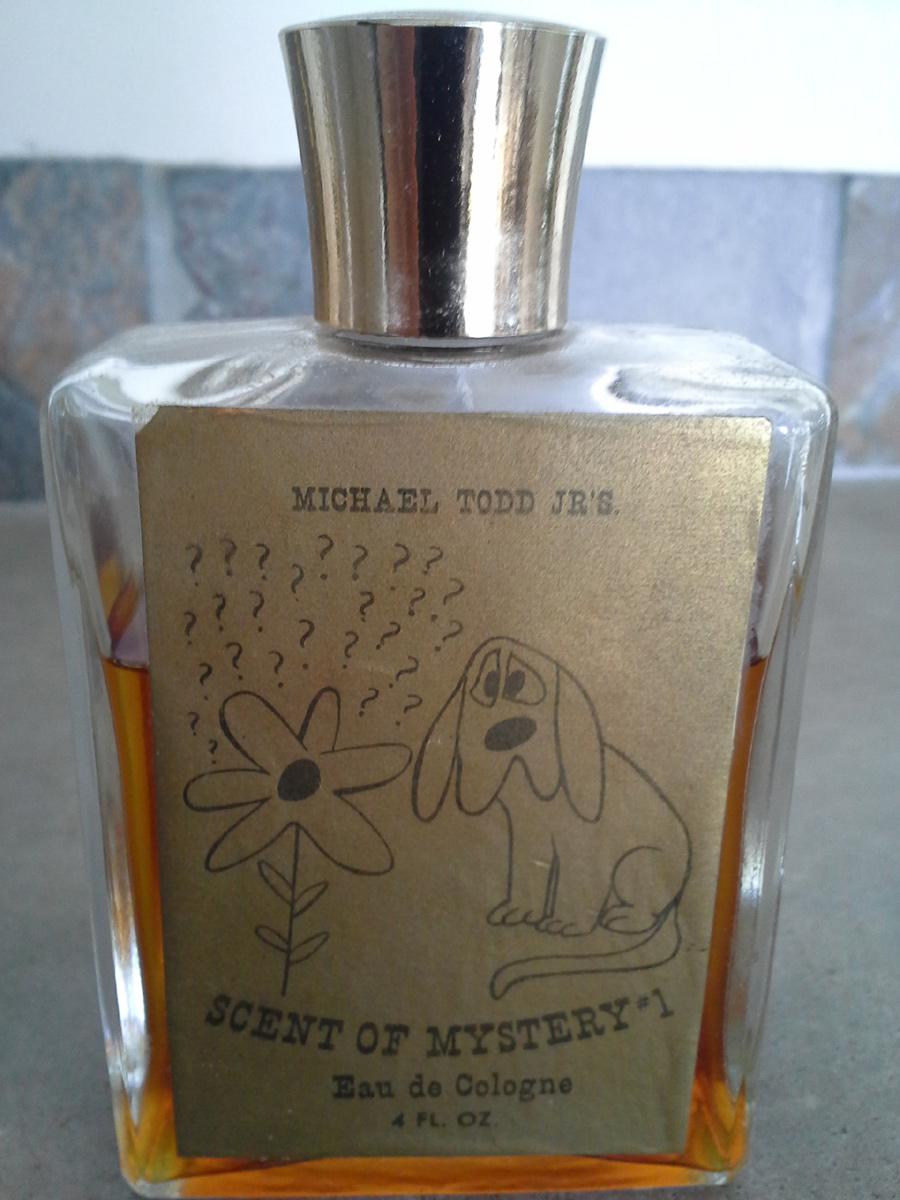 MICHAEL TODD JR'S.
? ? ? ? ? ? ? ? ? ? ? ? ? ? ? ? ? ? ? ? ? ? ? ? ? ? ? ?
SCENT OF MYSTERY #1
Eau de Cologne
4 FL. OZ.